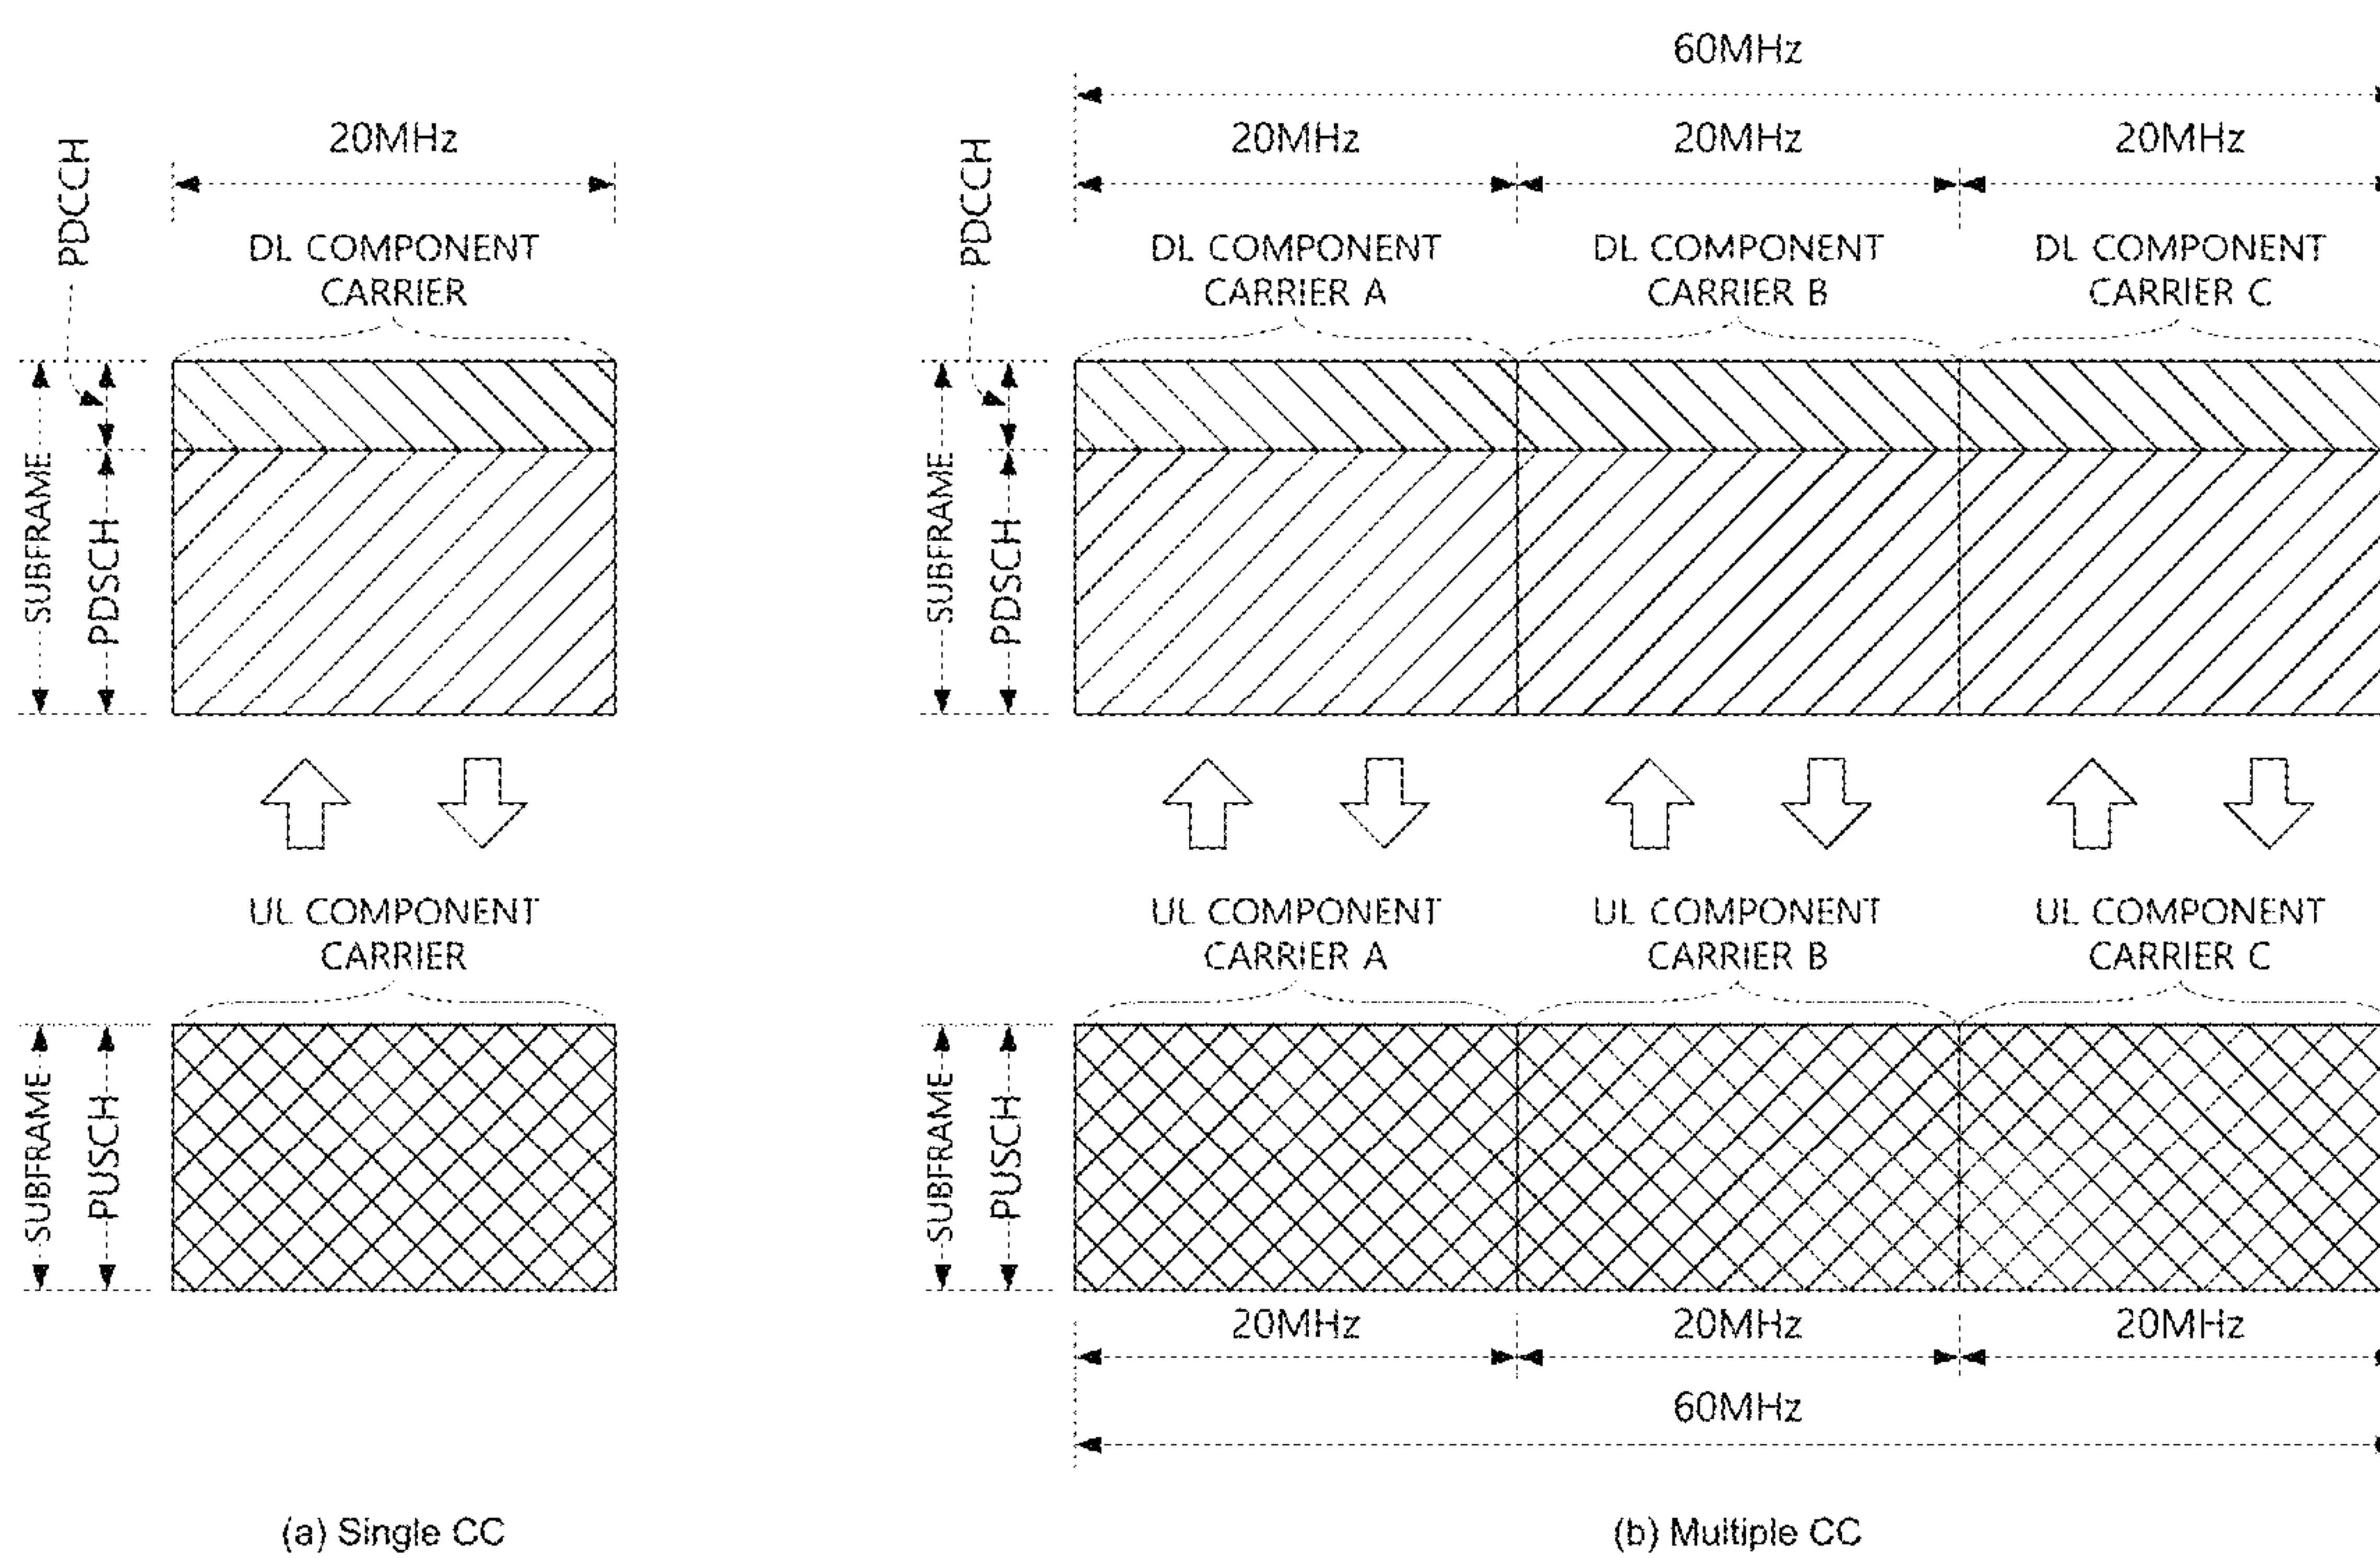 20MHz
PDCCH
DL COMPONENT
CARRIER
SUBFRAME
PDSCH
UL COMPONENT
CARRIER
SUBFRAME
PUSCH
(a) Single CC
60MHz
20MHz
20MHz
20MHz
PDCCH
DL COMPONENT
CARRIER A
DL COMPONENT
CARRIER B
DL COMPONENT
CARRIER C
SUBFRAME
PDSCH
UL COMPONENT
CARRIER A
UL COMPONENT
CARRIER B
UL COMPONENT
CARRIER C
SUBFRAME
PUSCH
20MHz
20MHz
20MHz
60MHz
(b) Multiple CC